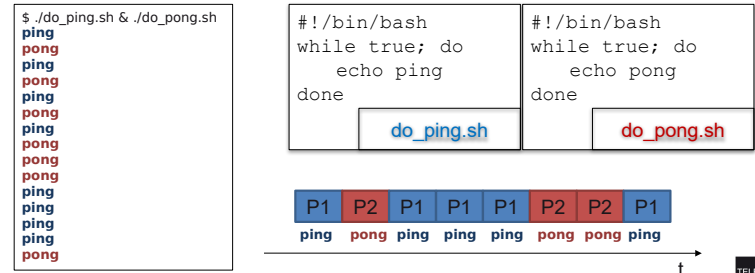 $ ./do_ping.sh & ./do_pong.sh
ping
pong
ping
pong
ping
pong
ping
pong
pong
pong
ping
ping
ping
ping
pong
#!/bin/bash
while true; do
echo ping
done
do_ping.sh
#!/bin/bash
while true; do
echo pong
done
do_pong.sh
P1 P2 P1 P1 P1 P2 P2 P1
ping pong ping ping ping pong pong ping
t